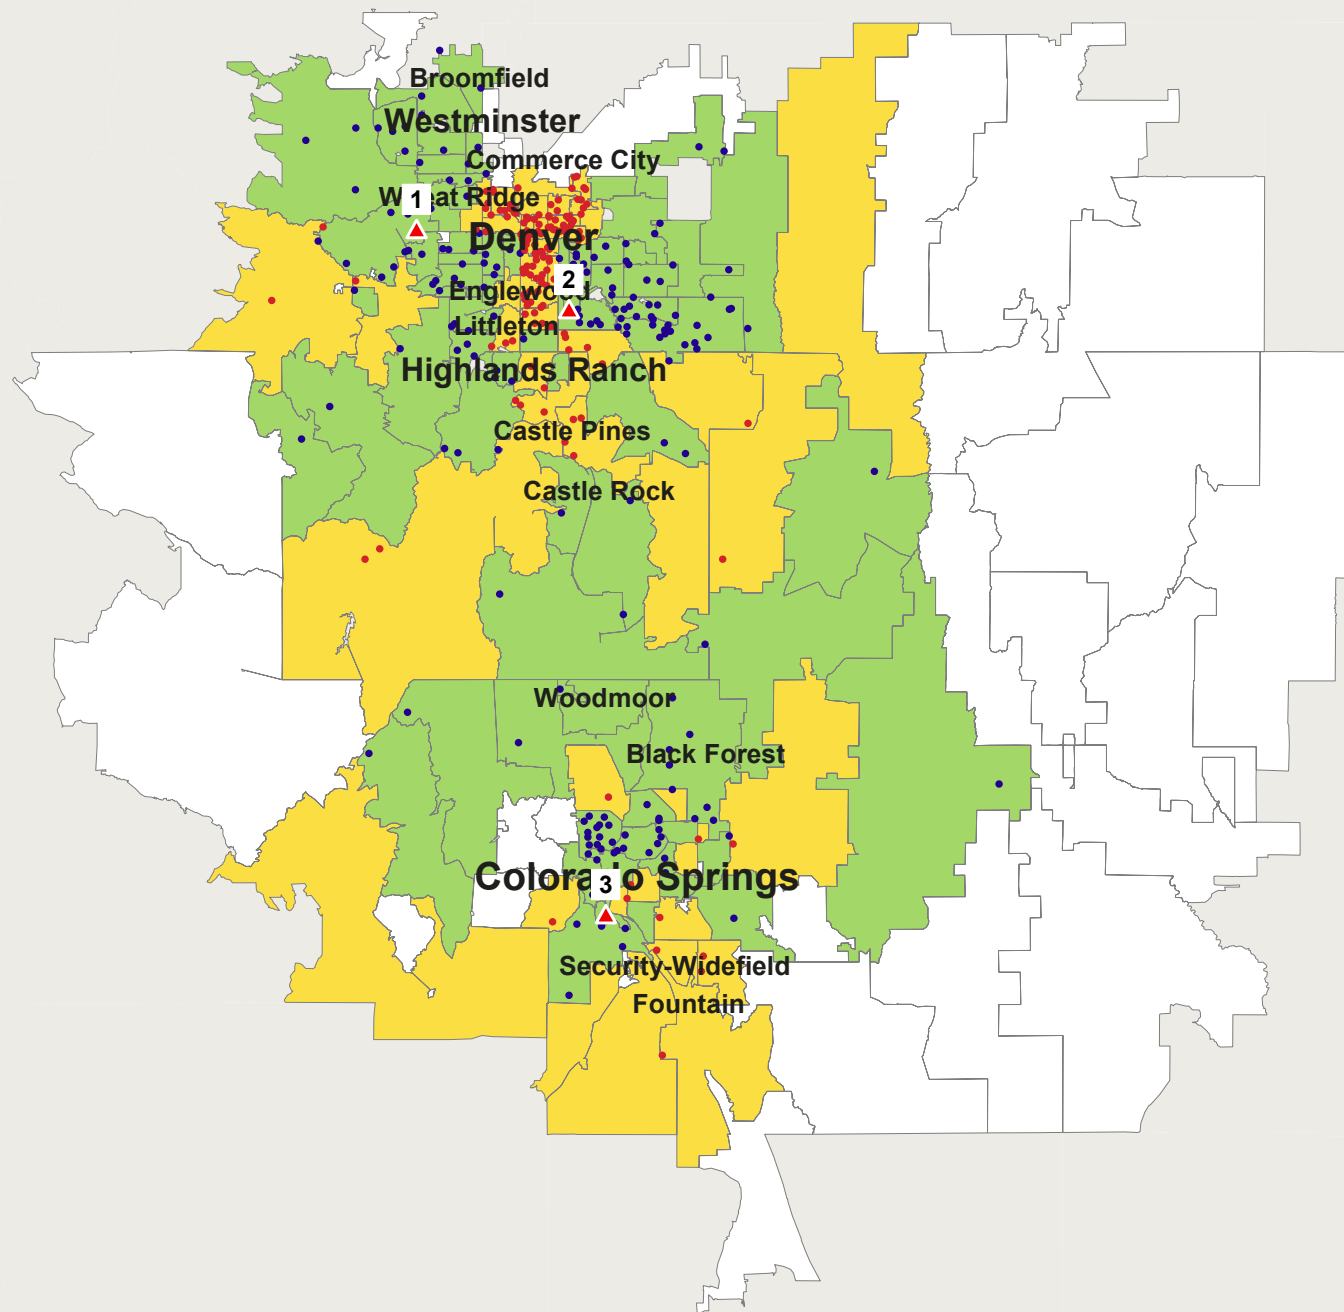 Broomfield
Westminster
Commerce City
Wheat Ridge
1
Denver
2
Englewood
Littleton
Highlands Ranch
Castle Pines
Castle Rock
Woodmoor
Black Forest
Colorado Springs
3
Security-Widefield
Fountain